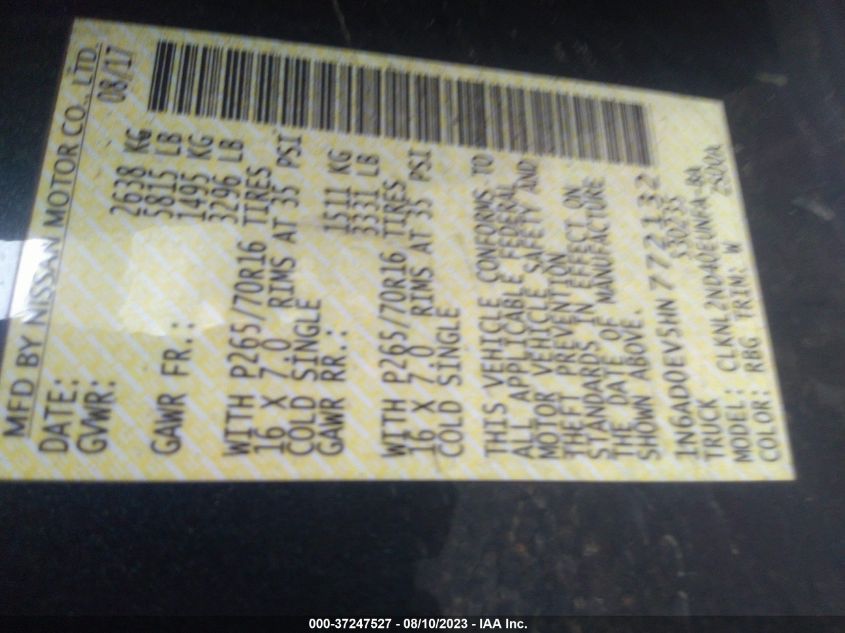 MFD BY NISSAN MOTOR CO., LTD.
DATE: 08/17
GVWR: 2638 KG
5815 LB
GAWR FR.: 1495 KG
3296 LB
WITH P265/70R16 TIRES
16 X 7.0 RIMS AT 35 PSI
COLD SINGLE
GAWR RR.: 1511 KG
3331 LB
WITH P265/70R16 TIRES
16 X 7.0 RIMS AT 35 PSI
COLD SINGLE
THIS VEHICLE CONFORMS TO
ALL APPLICABLE FEDERAL
MOTOR VEHICLE SAFETY AND
THEFT PREVENTION
STANDARDS IN EFFECT ON
THE DATE OF MANUFACTURE
SHOWN ABOVE.
1N6AD0EV5HN772132
TRUCK 530235
MODEL: CLKNL2ND40EUNFA-BA
COLOR: RBG TRIM: W
000-37247527 - 08/10/2023 - IAA Inc.